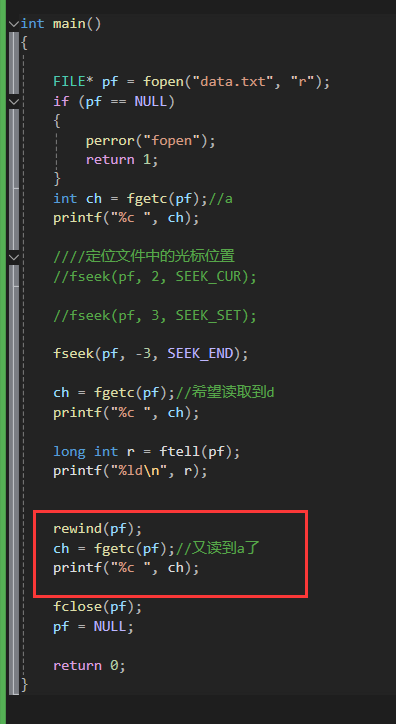 int main()
{
FILE* pf = fopen("data.txt", "r");
if (pf == NULL)
{
perror("fopen");
return 1;
}
int ch = fgetc(pf);//a
printf("%c ", ch);
////定位文件中的光标位置
//fseek(pf, 2, SEEK_CUR);
//fseek(pf, 3, SEEK_SET);
fseek(pf, -3, SEEK_END);
ch = fgetc(pf);//希望读取到d
printf("%c ", ch);
long int r = ftell(pf);
printf("%ld\n", r);
rewind(pf);
ch = fgetc(pf);//又读到a了
printf("%c ", ch);
fclose(pf);
pf = NULL;
return 0;
}